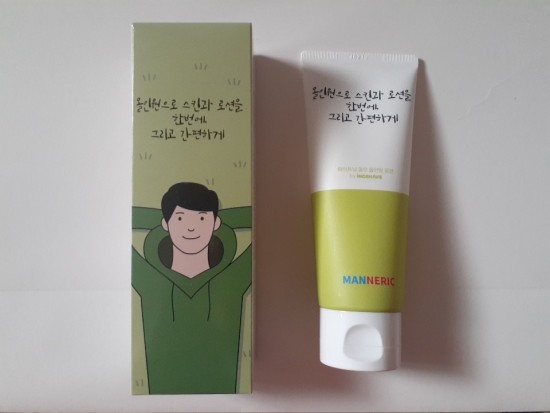 올인원으로 스킨과 로션을
한번에
그리고 간편하게
올인원으로 스킨과 로션을
한번에
그리고 간편하게
MANNERIC